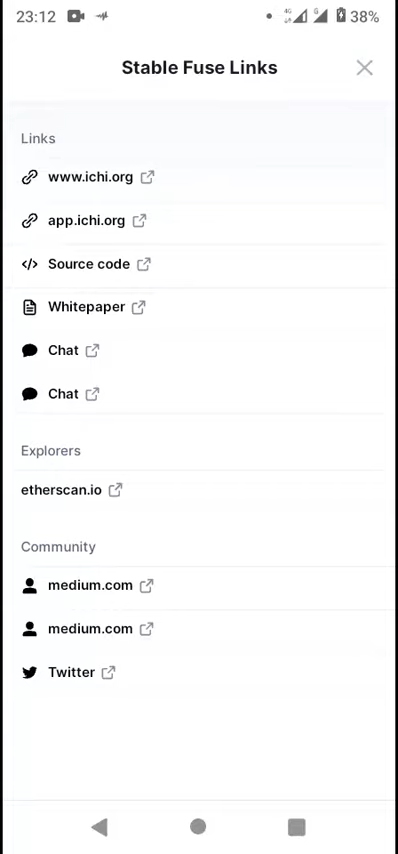 23:12 38%
Stable Fuse Links
Links
www.ichi.org
app.ichi.org
</> Source code
Whitepaper
Chat
Chat
Explorers
etherscan.io
Community
medium.com
medium.com
Twitter